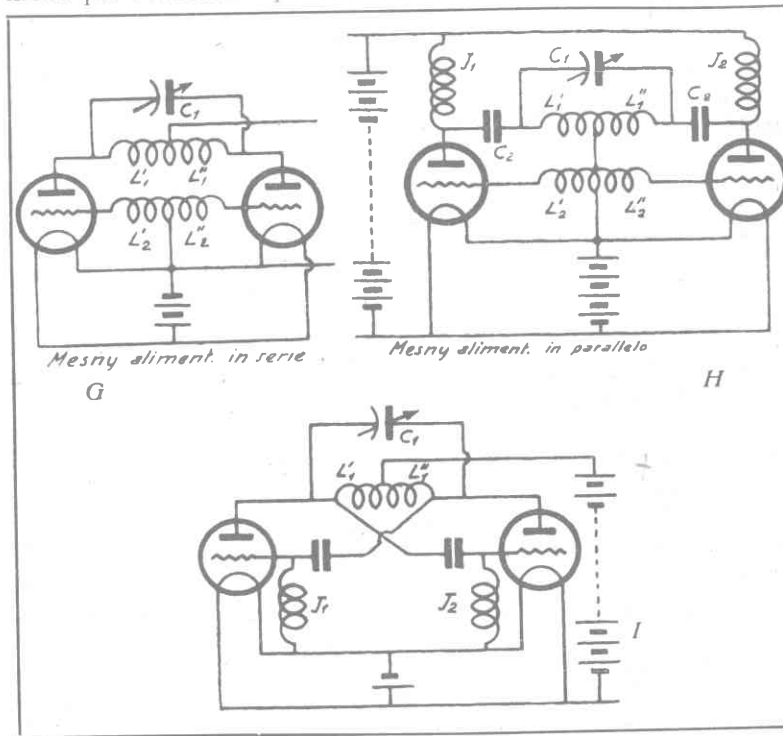 C1
L'1 L"1
L'2 L"2
Mesny aliment. in serie
G
J1
C1
J2
L'1 L"1
C2
C2
L'2 L"2
Mesny aliment. in parallelo
H
C1
L'1 L"1
J1
J2
I